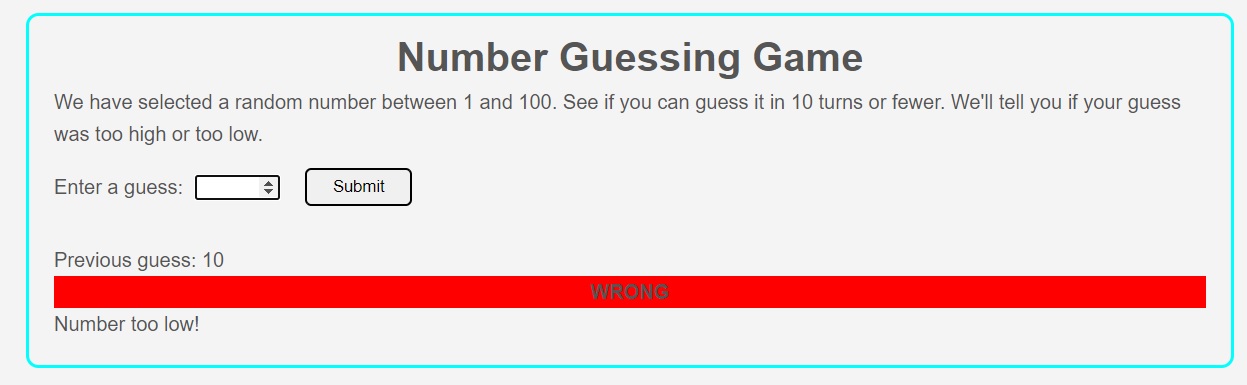 Number Guessing Game
We have selected a random number between 1 and 100. See if you can guess it in 10 turns or fewer. We'll tell you if your guess
was too high or too low.
Enter a guess: Submit
Previous guess: 10
WRONG
Number too low!